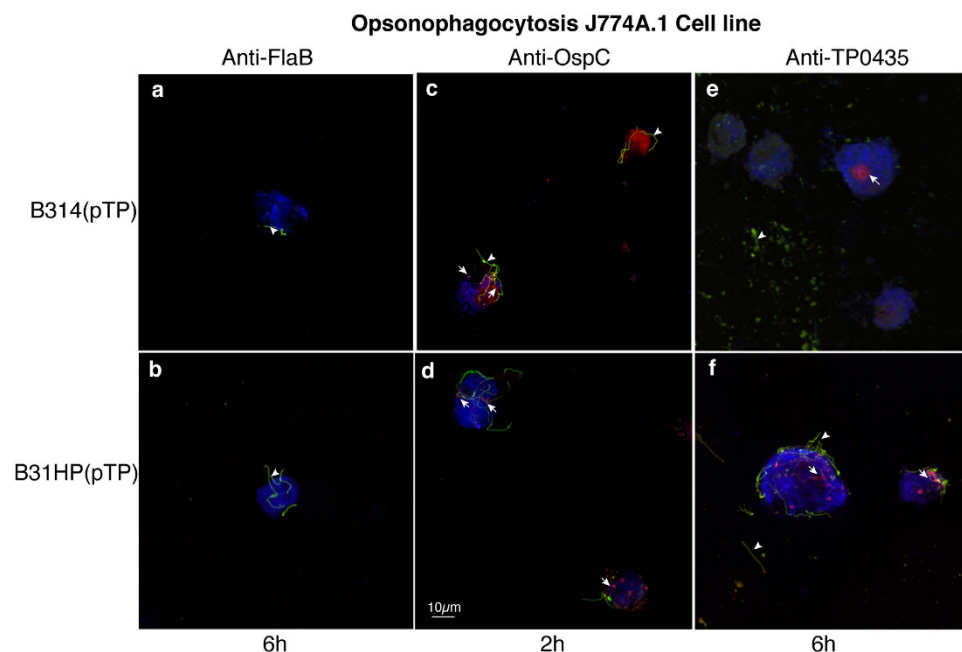 Opsonophagocytosis J774A.1 Cell line
Anti-FlaB
Anti-OspC
Anti-TP0435
a
c
e
B314(pTP)
b
d
f
B31HP(pTP)
10µm
6h
2h
6h